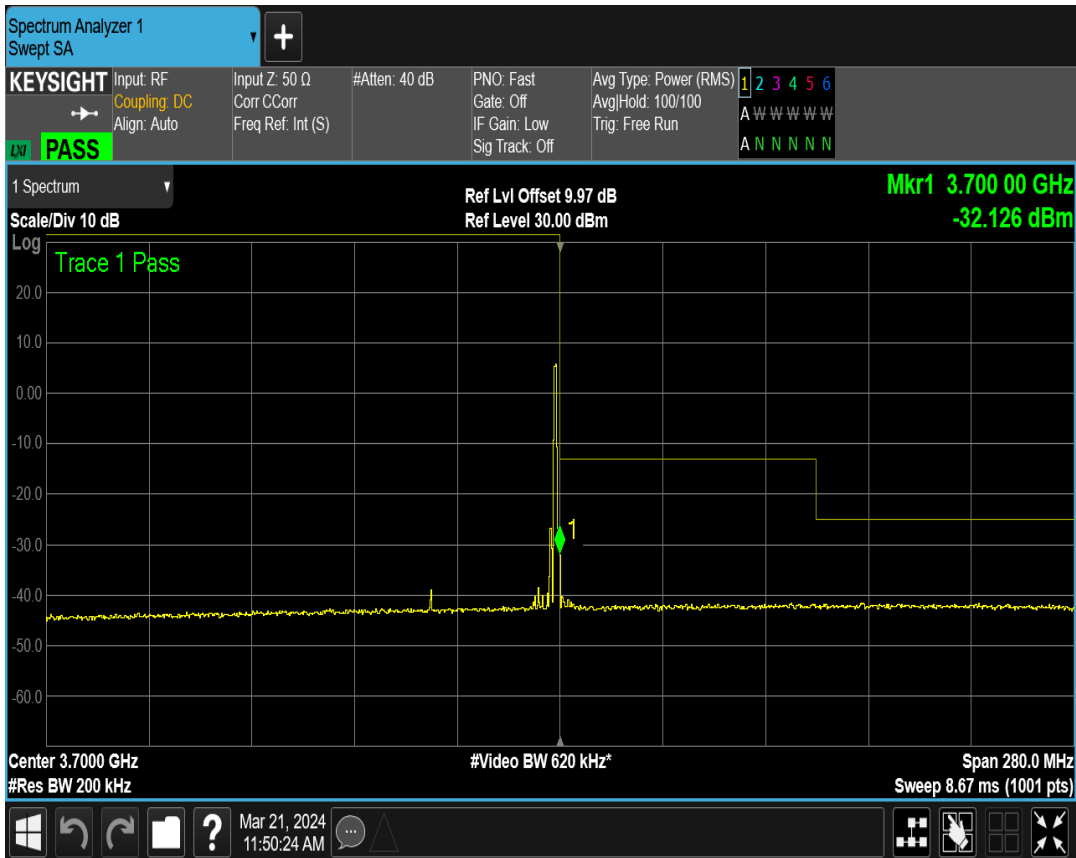 Spectrum Analyzer 1
Swept SA
+
KEYSIGHT
LXI
PASS
Input: RF
Coupling: DC
Align: Auto
Input Z: 50 Ω
Corr CCorr
Freq Ref: Int (S)
#Atten: 40 dB
PNO: Fast
Gate: Off
IF Gain: Low
Sig Track: Off
Avg Type: Power (RMS)
Avg|Hold: 100/100
Trig: Free Run
1 2 3 4 5 6
A W W W W W
A N N N N N
1 Spectrum
Scale/Div 10 dB
Ref Lvl Offset 9.97 dB
Ref Level 30.00 dBm
Mkr1 3.700 00 GHz
-32.126 dBm
Log
Trace 1 Pass
20.0
10.0
0.00
-10.0
-20.0
-30.0
-40.0
-50.0
-60.0
1
Center 3.7000 GHz
#Res BW 200 kHz
#Video BW 620 kHz*
Span 280.0 MHz
Sweep 8.67 ms (1001 pts)
?
Mar 21, 2024
11:50:24 AM